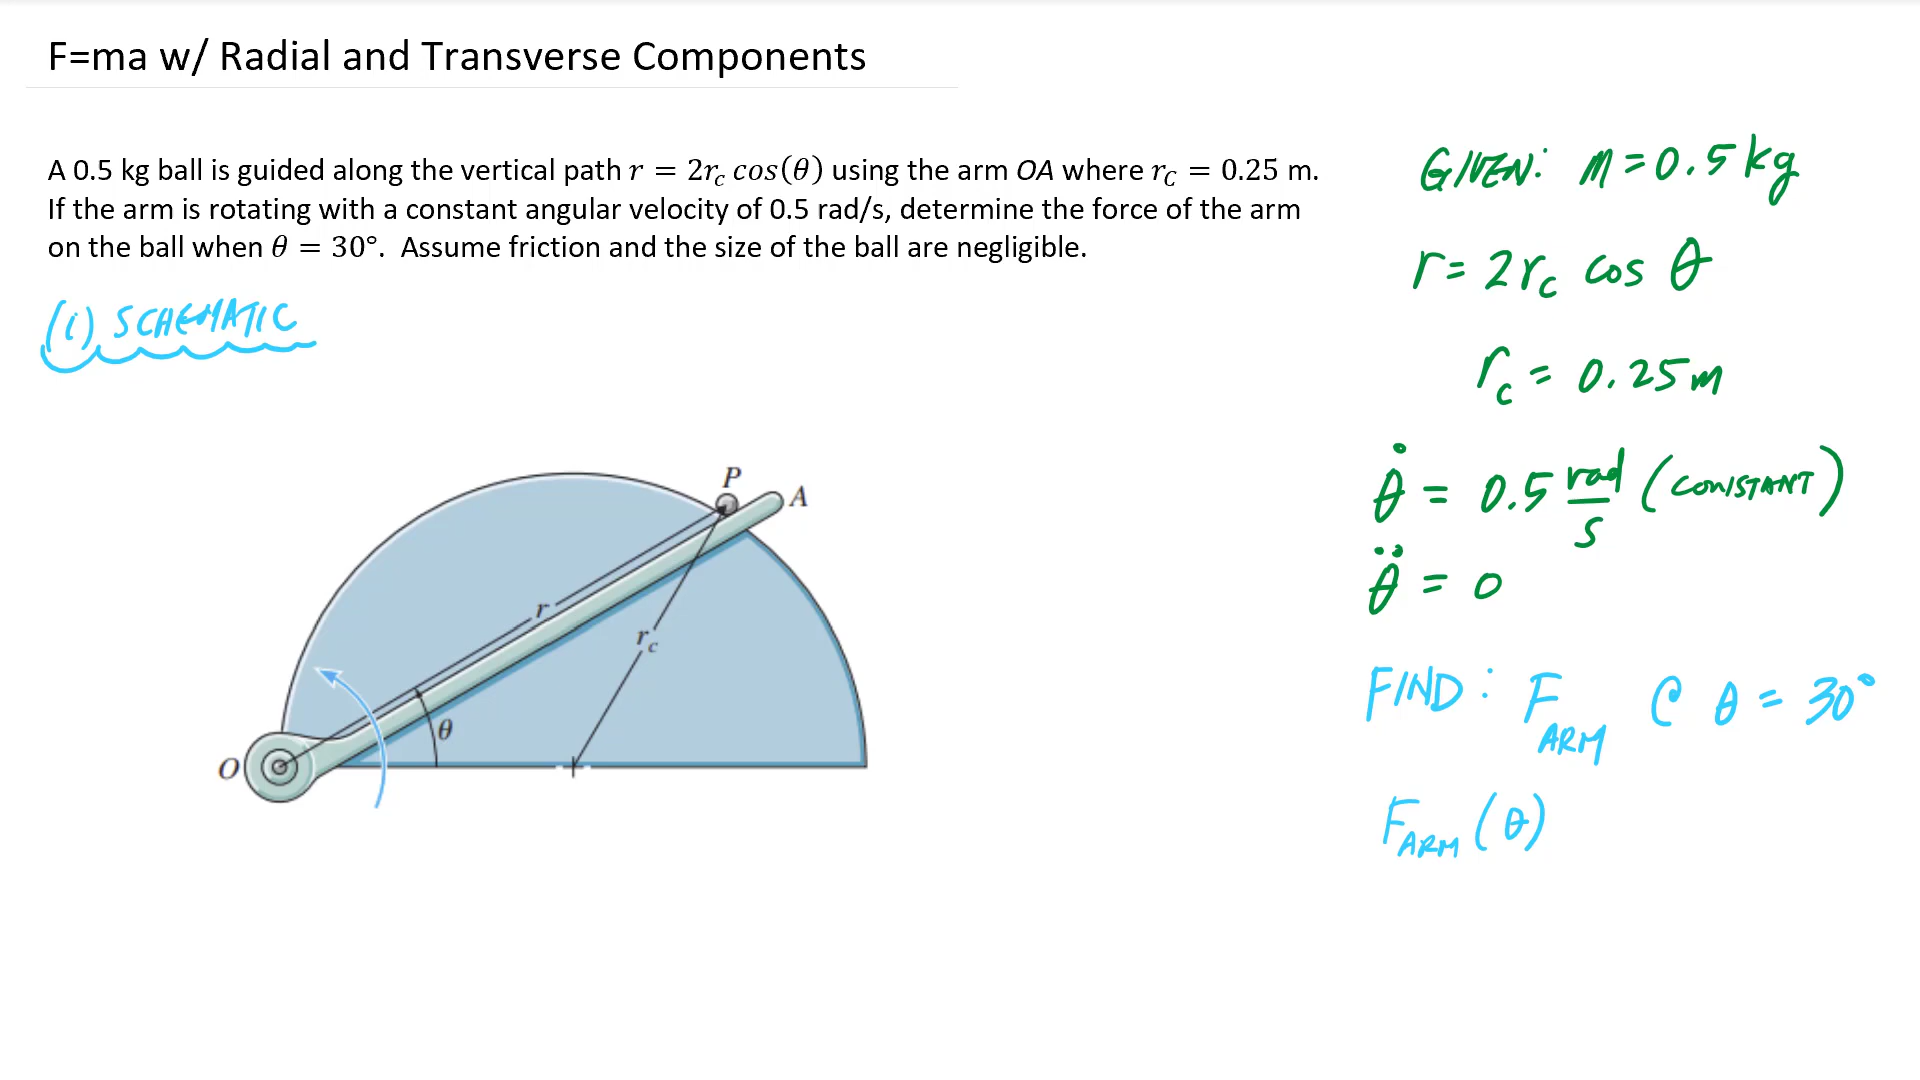 F=ma w/ Radial and Transverse Components
A 0.5 kg ball is guided along the vertical path r = 2r_c cos(θ) using the arm OA where r_C = 0.25 m.
If the arm is rotating with a constant angular velocity of 0.5 rad/s, determine the force of the arm
on the ball when θ = 30°. Assume friction and the size of the ball are negligible.
(1) SCHEMATIC
P
A
r
r_c
θ
O
GIVEN: m = 0.5 kg
r = 2r_c cos θ
r_c = 0.25 m
θ̇ = 0.5 rad/s (CONSTANT)
θ̈ = 0
FIND: F_ARM @ θ = 30°
F_ARM (θ)